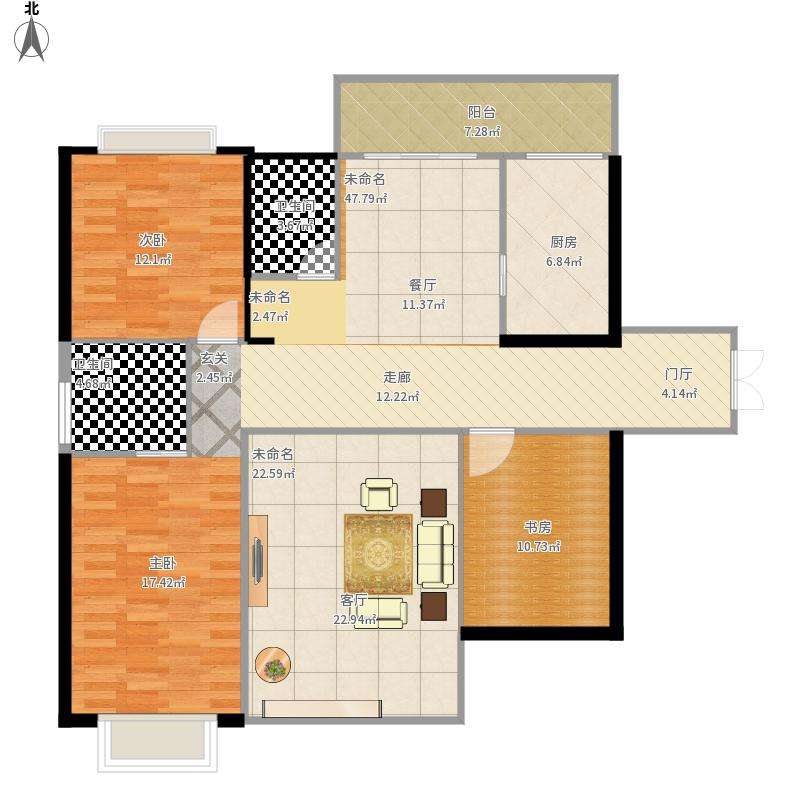 北
阳台
7.28㎡
未命名
47.79㎡
卫生间
3.67㎡
次卧
12.1㎡
厨房
6.84㎡
餐厅
11.37㎡
未命名
2.47㎡
玄关
2.45㎡
卫生间
4.68㎡
走廊
12.22㎡
门厅
4.14㎡
未命名
22.59㎡
书房
10.73㎡
主卧
17.42㎡
客厅
22.94㎡